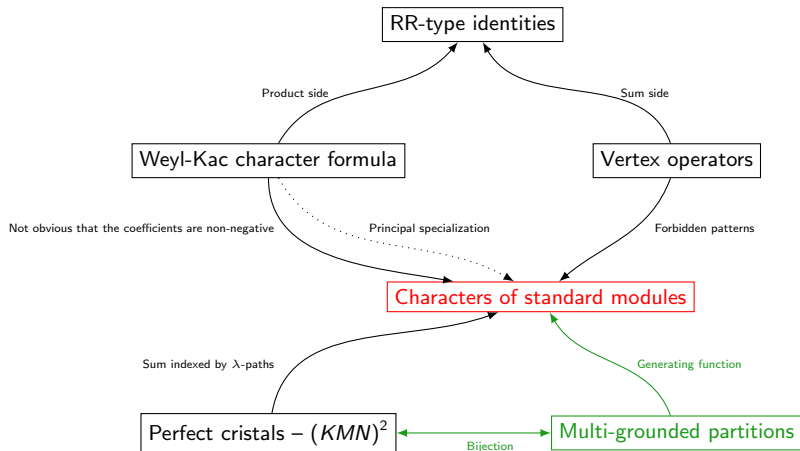 RR-type identities
Product side
Sum side
Weyl-Kac character formula
Vertex operators
Not obvious that the coefficients are non-negative
Principal specialization
Forbidden patterns
Characters of standard modules
Sum indexed by λ-paths
Generating function
Perfect cristals – (KMN)²
Bijection
Multi-grounded partitions